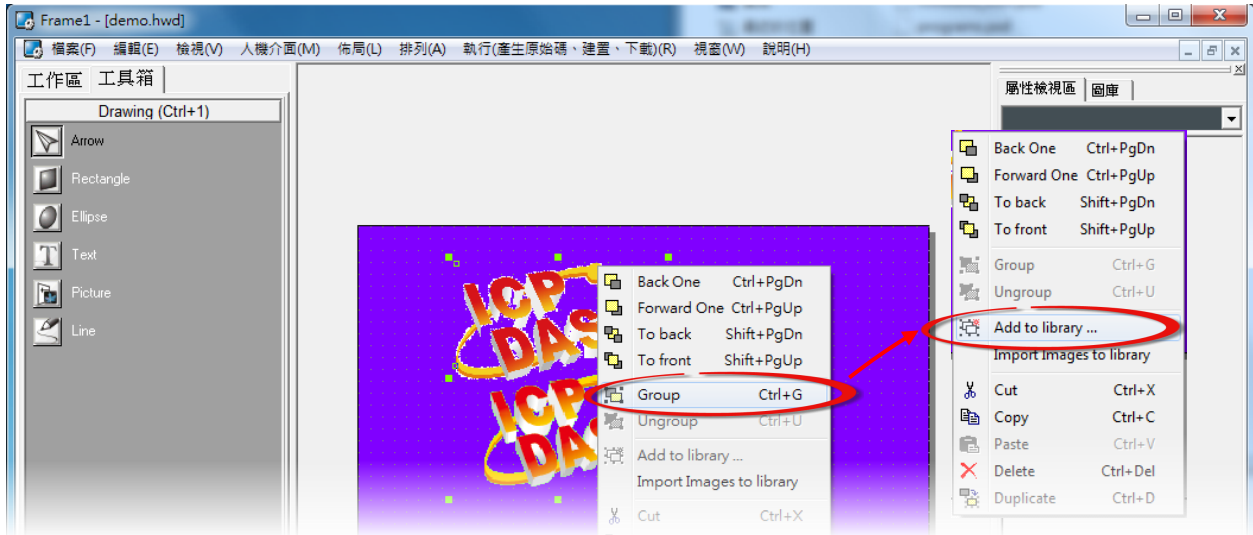 Frame1 - [demo.hwd]
檔案(F) 編輯(E) 檢視(V) 人機介面(M) 佈局(L) 排列(A) 執行(產生原始碼、建置、下載)(R) 視窗(W) 說明(H)
工作區 工具箱
Drawing (Ctrl+1)
Arrow
Rectangle
Ellipse
Text
Picture
Line
ICP
DAS
ICP
DAS
Back One Ctrl+PgDn
Forward One Ctrl+PgUp
To back Shift+PgDn
To front Shift+PgUp
Group Ctrl+G
Ungroup Ctrl+U
Add to library ...
Import Images to library
Cut Ctrl+X
屬性檢視區 圖庫
Back One Ctrl+PgDn
Forward One Ctrl+PgUp
To back Shift+PgDn
To front Shift+PgUp
Group Ctrl+G
Ungroup Ctrl+U
Add to library ...
Import Images to library
Cut Ctrl+X
Copy Ctrl+C
Paste Ctrl+V
Delete Ctrl+Del
Duplicate Ctrl+D